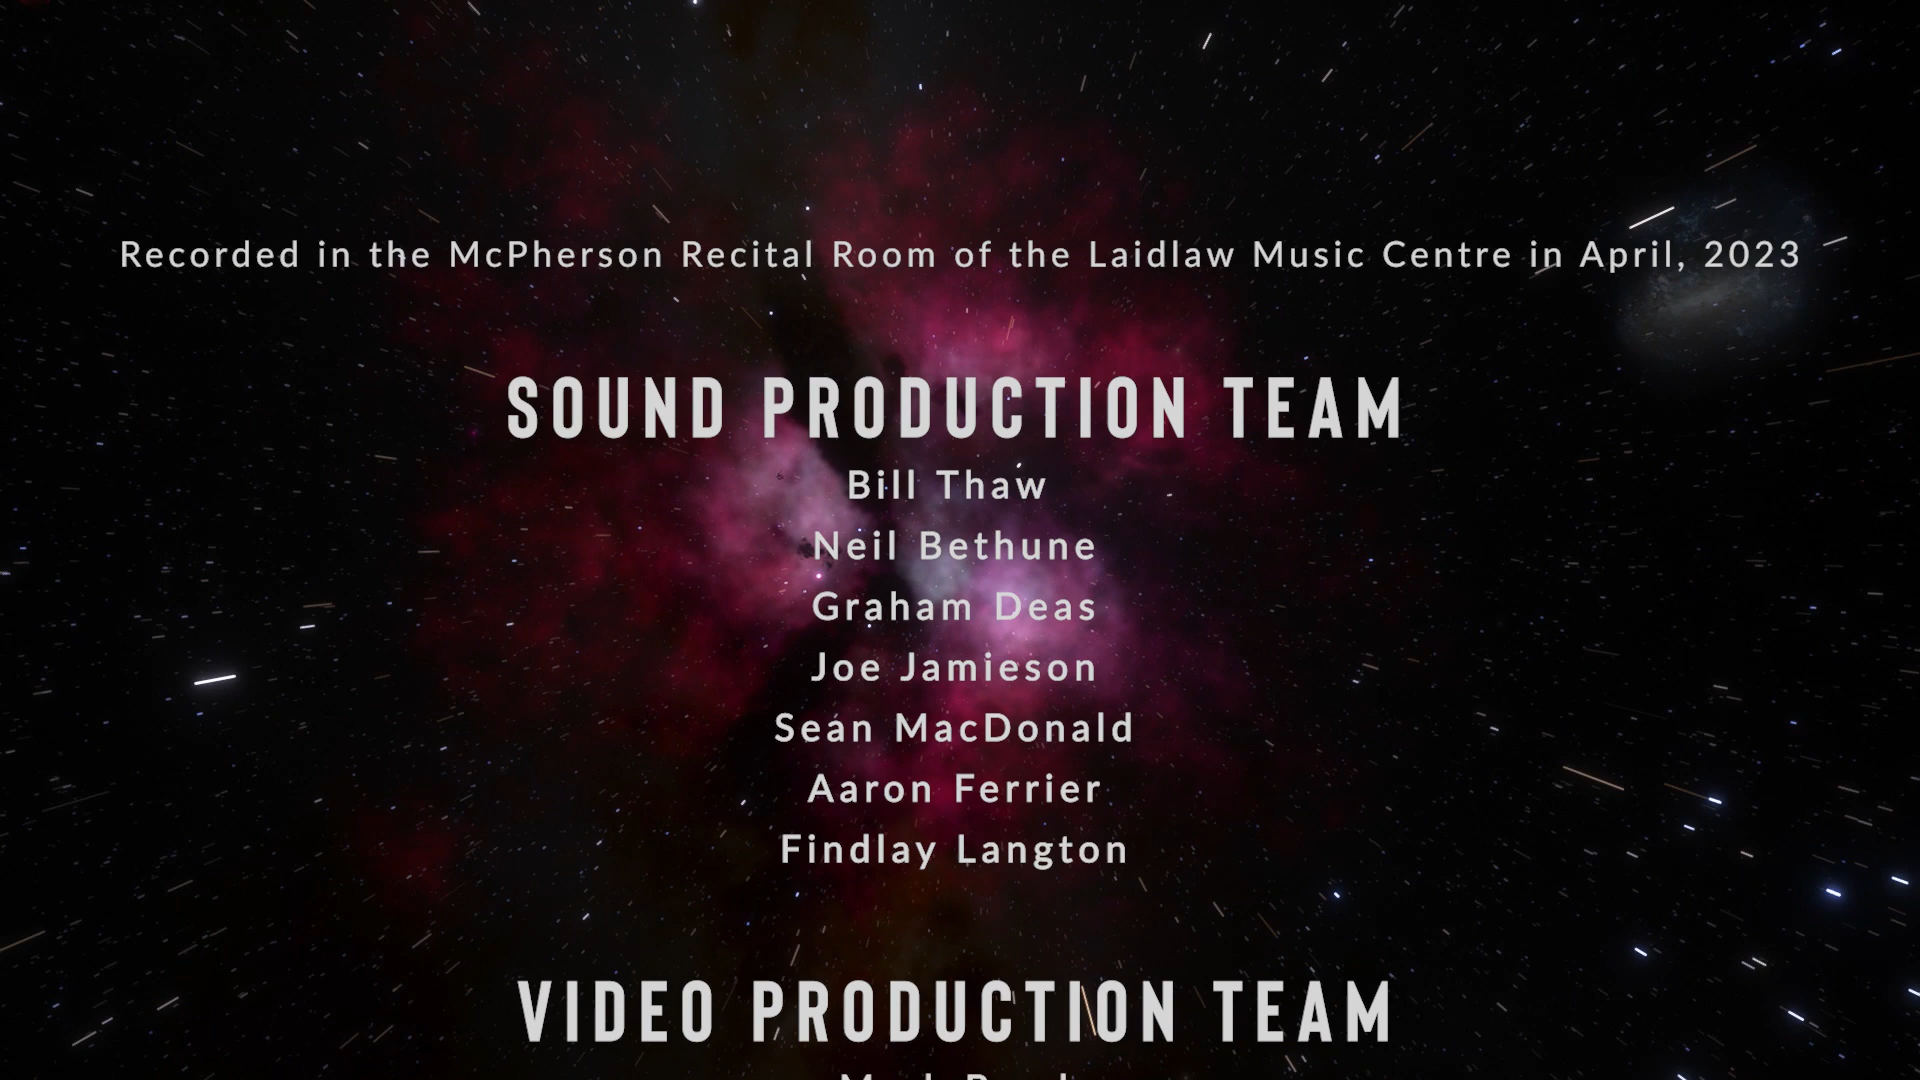 Recorded in the McPherson Recital Room of the Laidlaw Music Centre in April, 2023
SOUND PRODUCTION TEAM
Bill Thaw
Neil Bethune
Graham Deas
Joe Jamieson
Sean MacDonald
Aaron Ferrier
Findlay Langton
VIDEO PRODUCTION TEAM